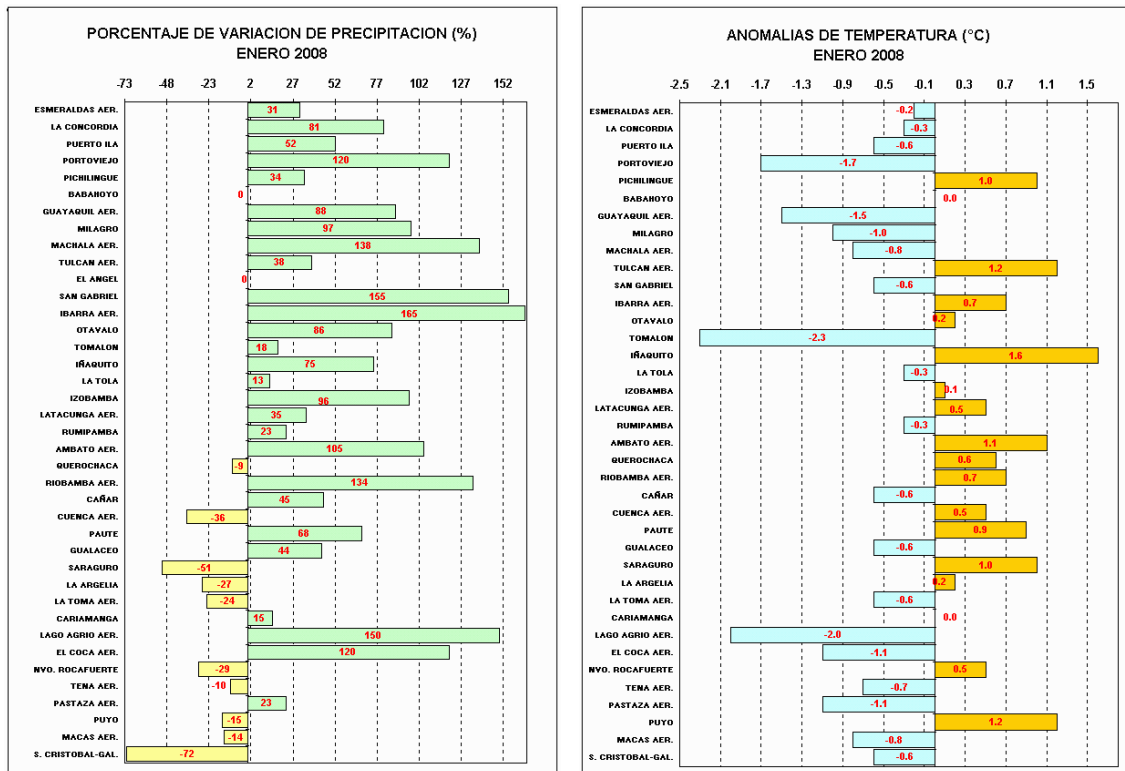 PORCENTAJE DE VARIACION DE PRECIPITACION (%)
ENERO 2008
-73 -48 -23 2 27 52 77 102 127 152
ESMERALDAS AER. 31
LA CONCORDIA 81
PUERTO ILA 52
PORTOVIEJO 120
PICHILINGUE 34
BABAHOYO 0
GUAYAQUIL AER. 88
MILAGRO 97
MACHALA AER. 138
TULCAN AER. 38
EL ANGEL 0
SAN GABRIEL 155
IBARRA AER. 165
OTAVALO 86
TOMALON 18
IÑAQUITO 75
LA TOLA 13
IZOBAMBA 96
LATACUNGA AER. 35
RUMIPAMBA 23
AMBATO AER. 105
QUEROCHACA -9
RIOBAMBA AER. 134
CAÑAR 45
CUENCA AER. -36
PAUTE 68
GUALACEO 44
SARAGURO -51
LA ARGELIA -27
LA TOMA AER. -24
CARIAMANGA 15
LAGO AGRIO AER. 150
EL COCA AER. 120
NVO. ROCAFUERTE -29
TENA AER. -10
PASTAZA AER. 23
PUYO -15
MACAS AER. -14
S. CRISTOBAL-GAL. -72
ANOMALIAS DE TEMPERATURA (°C)
ENERO 2008
-2.5 -2.1 -1.7 -1.3 -0.9 -0.5 -0.1 0.3 0.7 1.1 1.5
ESMERALDAS AER. -0.2
LA CONCORDIA -0.3
PUERTO ILA -0.6
PORTOVIEJO -1.7
PICHILINGUE 1.0
BABAHOYO 0.0
GUAYAQUIL AER. -1.5
MILAGRO -1.0
MACHALA AER. -0.8
TULCAN AER. 1.2
SAN GABRIEL -0.6
IBARRA AER. 0.7
OTAVALO 0.2
TOMALON -2.3
IÑAQUITO 1.6
LA TOLA -0.3
IZOBAMBA 0.1
LATACUNGA AER. 0.5
RUMIPAMBA -0.3
AMBATO AER. 1.1
QUEROCHACA 0.6
RIOBAMBA AER. 0.7
CAÑAR -0.6
CUENCA AER. 0.5
PAUTE 0.9
GUALACEO -0.6
SARAGURO 1.0
LA ARGELIA 0.2
LA TOMA AER. -0.6
CARIAMANGA 0.0
LAGO AGRIO AER. -2.0
EL COCA AER. -1.1
NVO. ROCAFUERTE 0.5
TENA AER. -0.7
PASTAZA AER. -1.1
PUYO 1.2
MACAS AER. -0.8
S. CRISTOBAL-GAL. -0.6